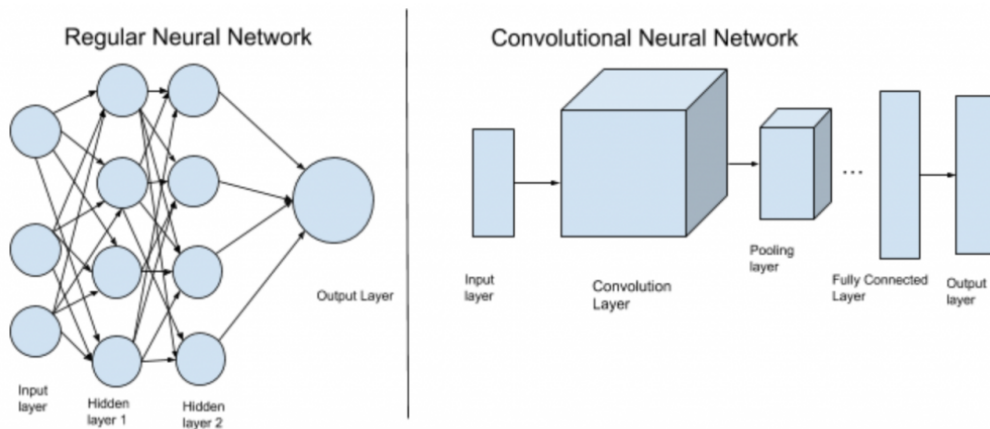 Regular Neural Network
Input
layer
Hidden
layer 1
Hidden
layer 2
Output Layer
Convolutional Neural Network
Input
layer
Convolution
Layer
Pooling
layer
...
Fully Connected
Layer
Output
layer